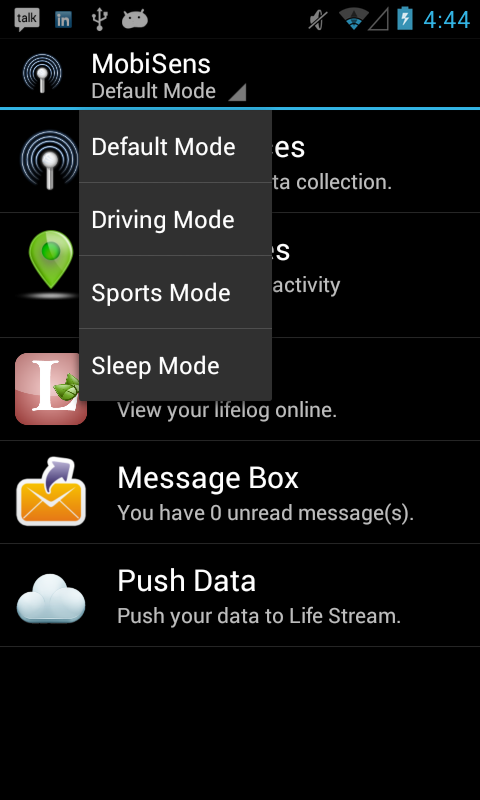 talk in 4:44
MobiSens
Default Mode
Default Mode
Driving Mode
Sports Mode
Sleep Mode
es
ta collection.
s
activity
L
View your lifelog online.
Message Box
You have 0 unread message(s).
Push Data
Push your data to Life Stream.